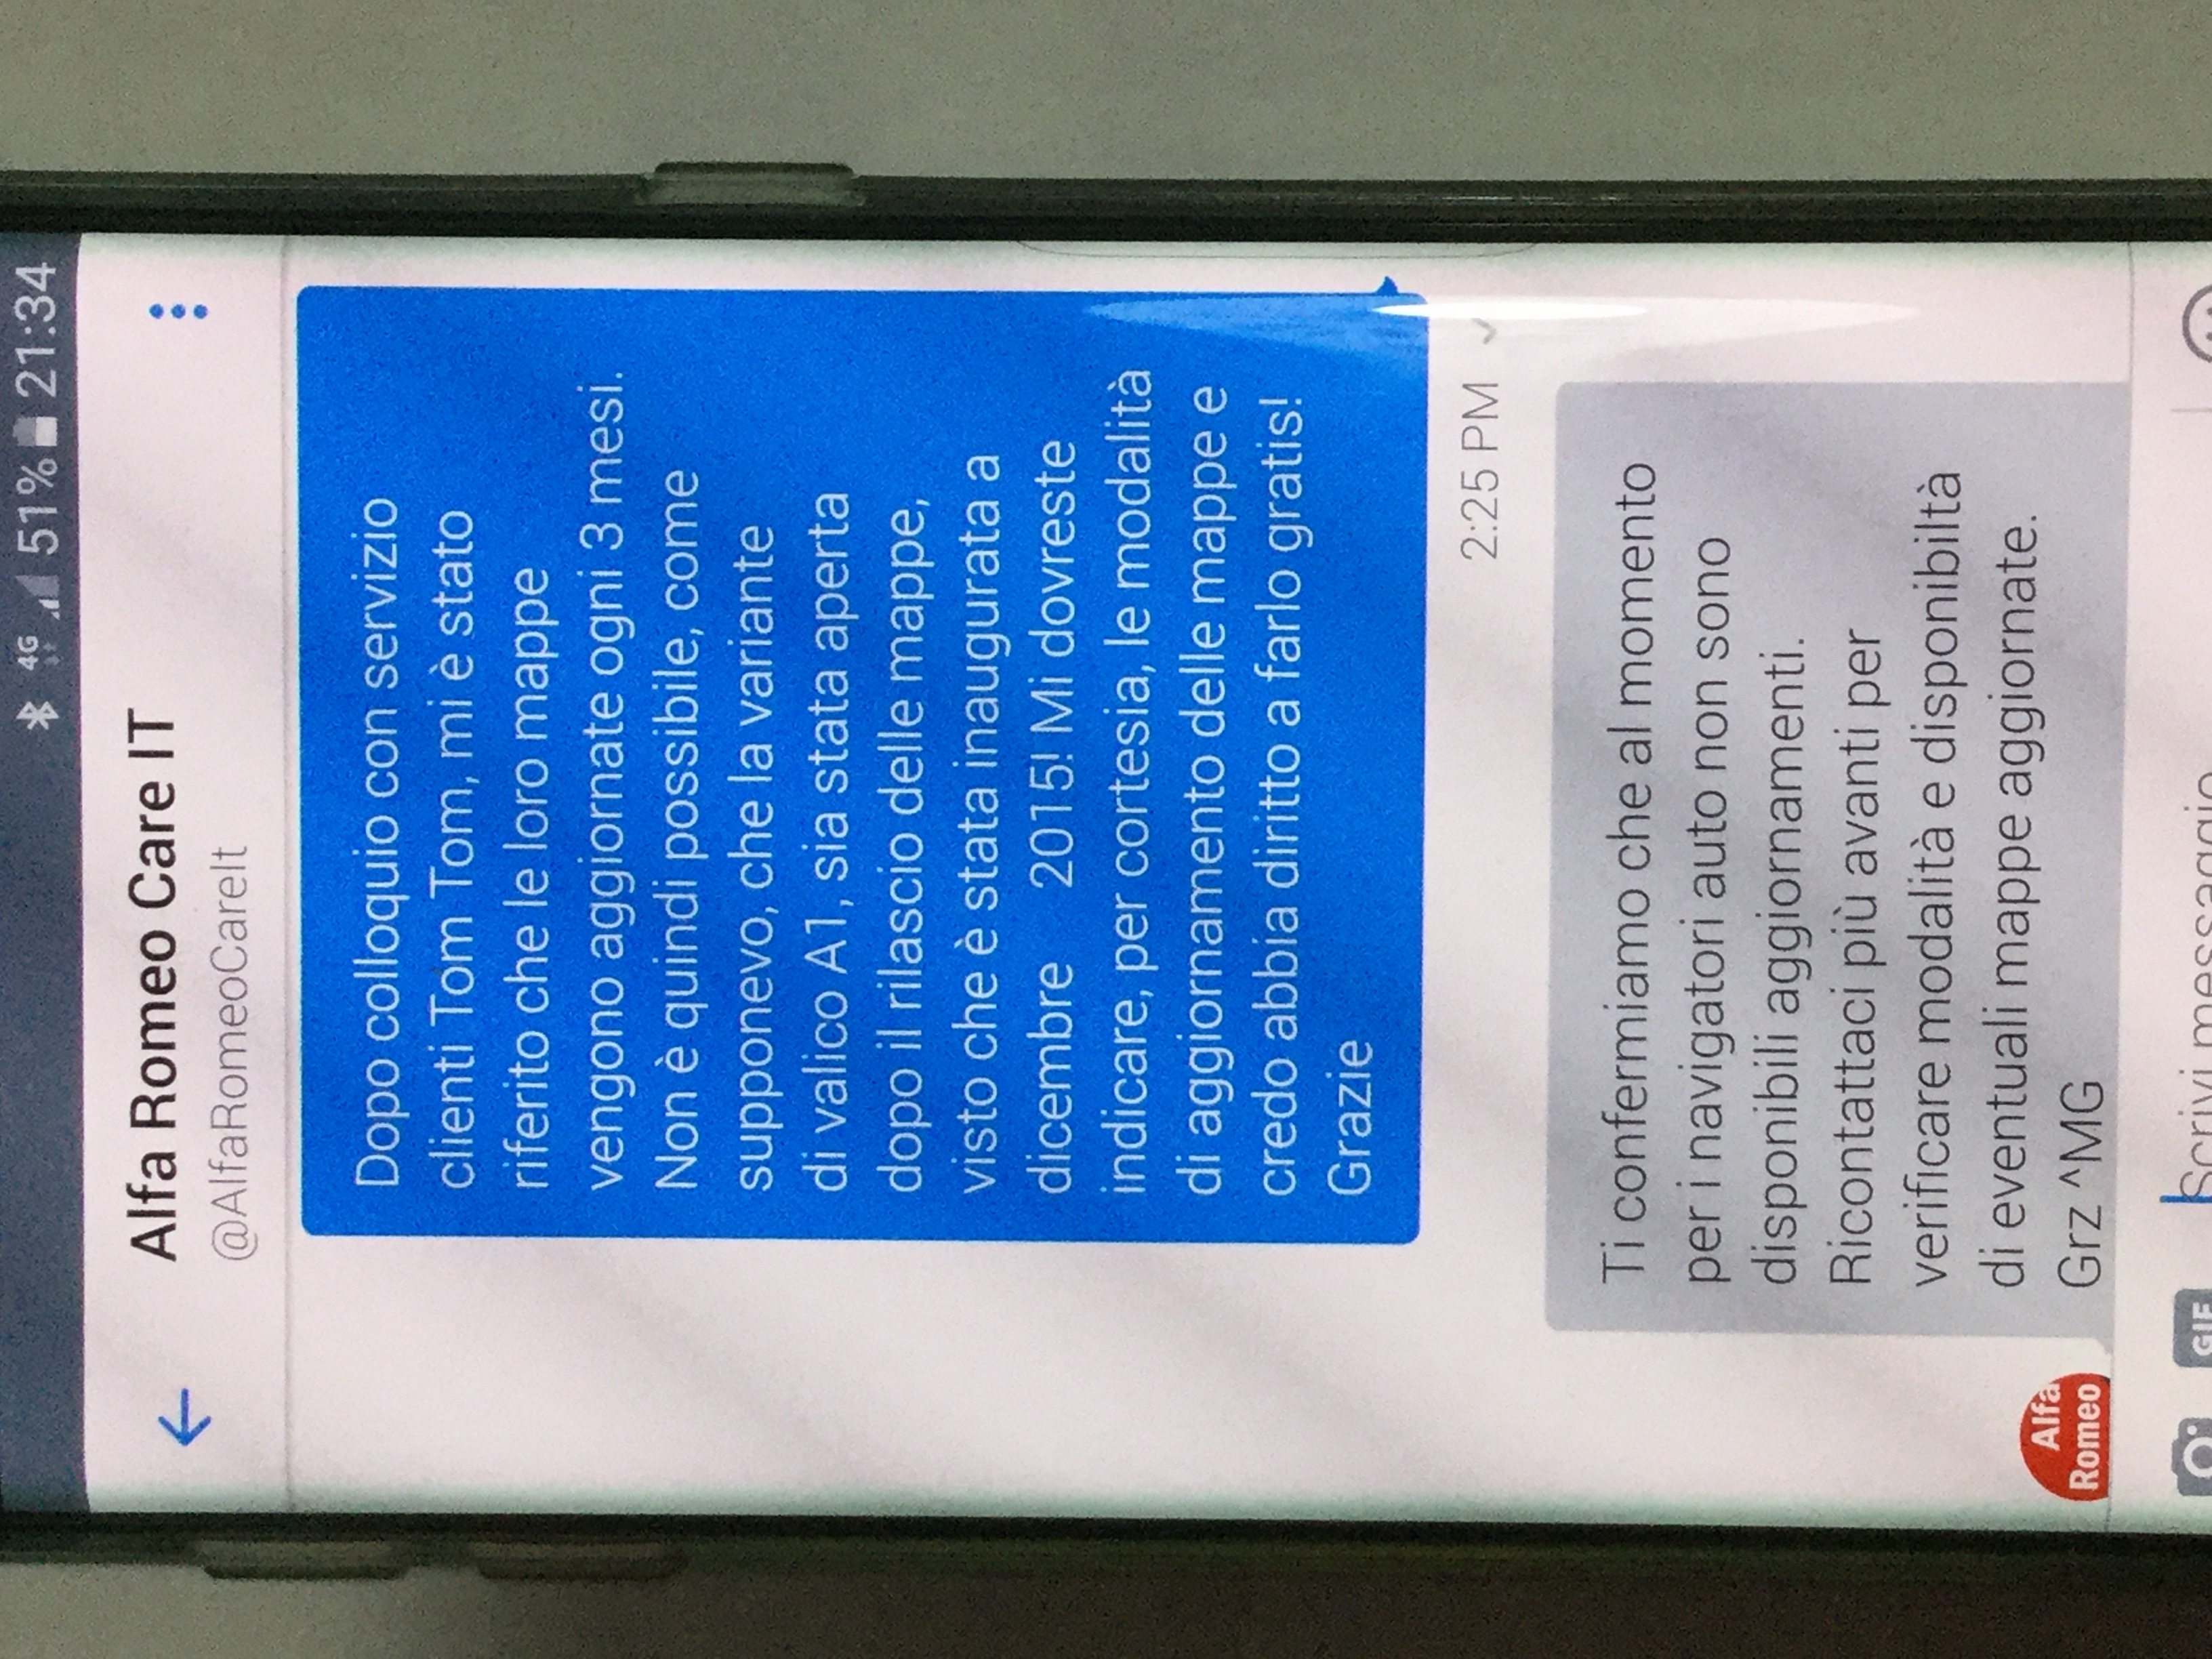 4G 51% 21:34
Alfa Romeo Care IT
@AlfaRomeoCareIt
Dopo colloquio con servizio
clienti Tom Tom, mi è stato
riferito che le loro mappe
vengono aggiornate ogni 3 mesi.
Non è quindi possibile, come
supponevo, che la variante
di valico A1, sia stata aperta
dopo il rilascio delle mappe,
visto che è stata inaugurata a
dicembre 2015! Mi dovreste
indicare, per cortesia, le modalità
di aggiornamento delle mappe e
credo abbia diritto a farlo gratis!
Grazie
2:25 PM
Ti confermiamo che al momento
per i navigatori auto non sono
disponibili aggiornamenti.
Ricontattaci più avanti per
verificare modalità e disponibiltà
di eventuali mappe aggiornate.
Grz ^MG
Alfa
Romeo
GIF
Scrivi messaggio